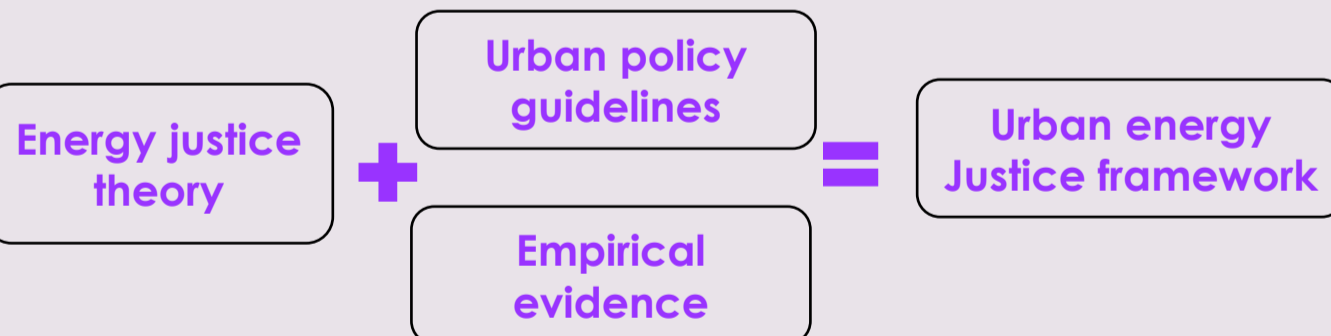 Energy justice
theory
+
Urban policy
guidelines
Empirical
evidence
=
Urban energy
Justice framework